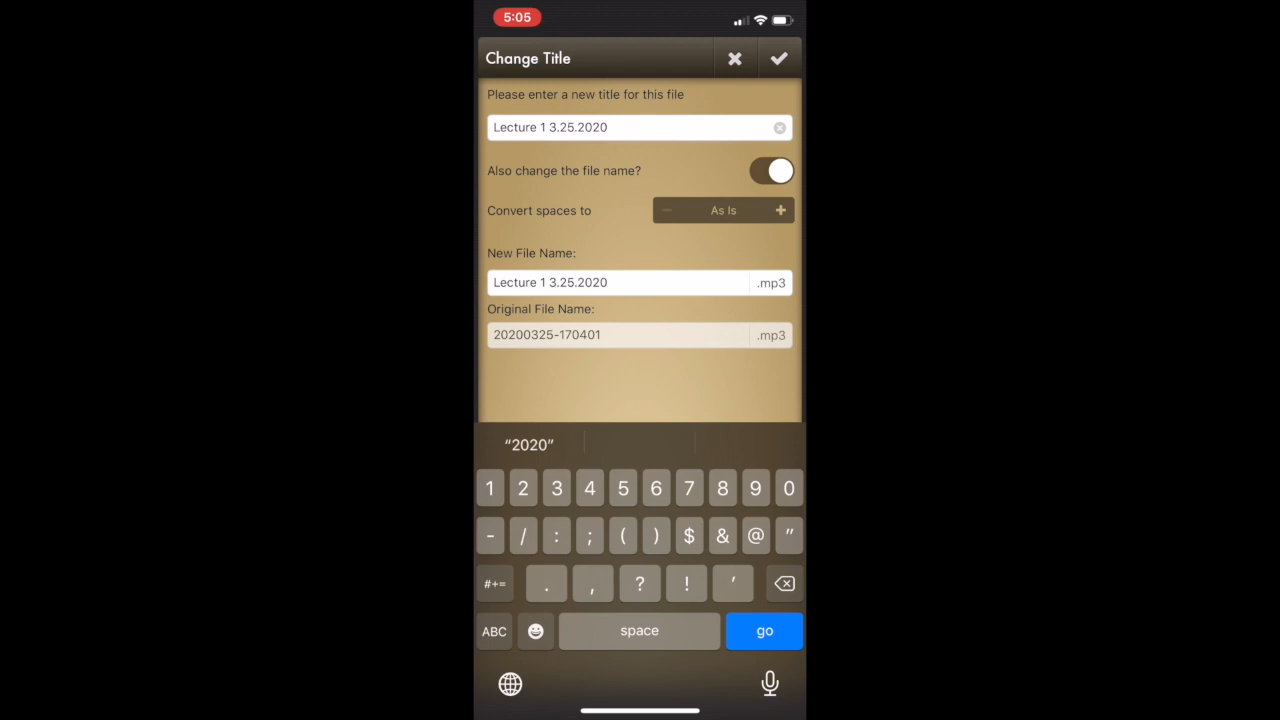 5:05
Change Title
Please enter a new title for this file
Lecture 1 3.25.2020
Also change the file name?
Convert spaces to
As Is
New File Name:
Lecture 1 3.25.2020 .mp3
Original File Name:
20200325-170401 .mp3
“2020”
1 2 3 4 5 6 7 8 9 0
- / : ; ( ) $ & @ "
#+= . , ? ! '
ABC space go